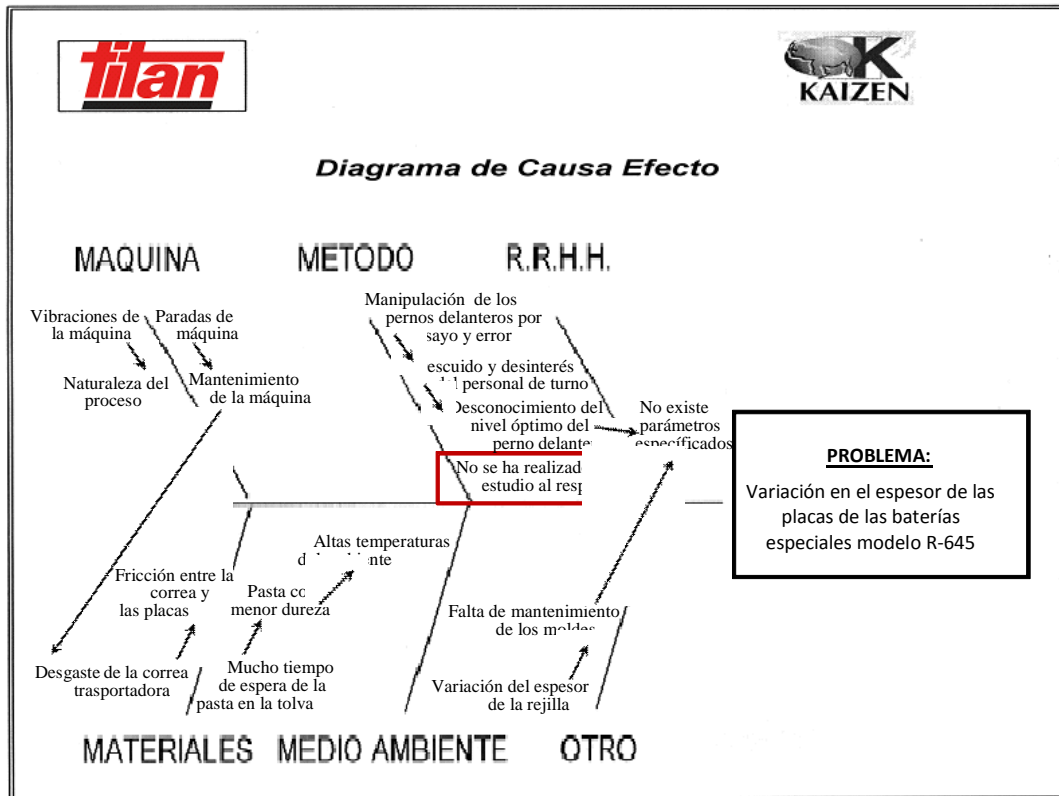 titan
K
KAIZEN
Diagrama de Causa Efecto
MAQUINA
METODO
R.R.H.H.
Vibraciones de
la máquina
Paradas de
máquina
Naturaleza del
proceso
Mantenimiento
de la máquina
Manipulación de los
pernos delanteros por
sayo y error
escuido y desinterés
del personal de turno
Desconocimiento del
nivel óptimo del
perno delante
No existe
parámetros
específicados
No se ha realizado
estudio al resp
PROBLEMA:
Variación en el espesor de las
placas de las baterías
especiales modelo R-645
Altas temperaturas
Fricción entre la
correa y
las placas
Pasta co
menor dureza
Desgaste de la correa
trasportadora
Mucho tiempo
de espera de la
pasta en la tolva
Falta de mantenimiento
de los moldes
Variación del espesor
de la rejilla
MATERIALES
MEDIO AMBIENTE
OTRO